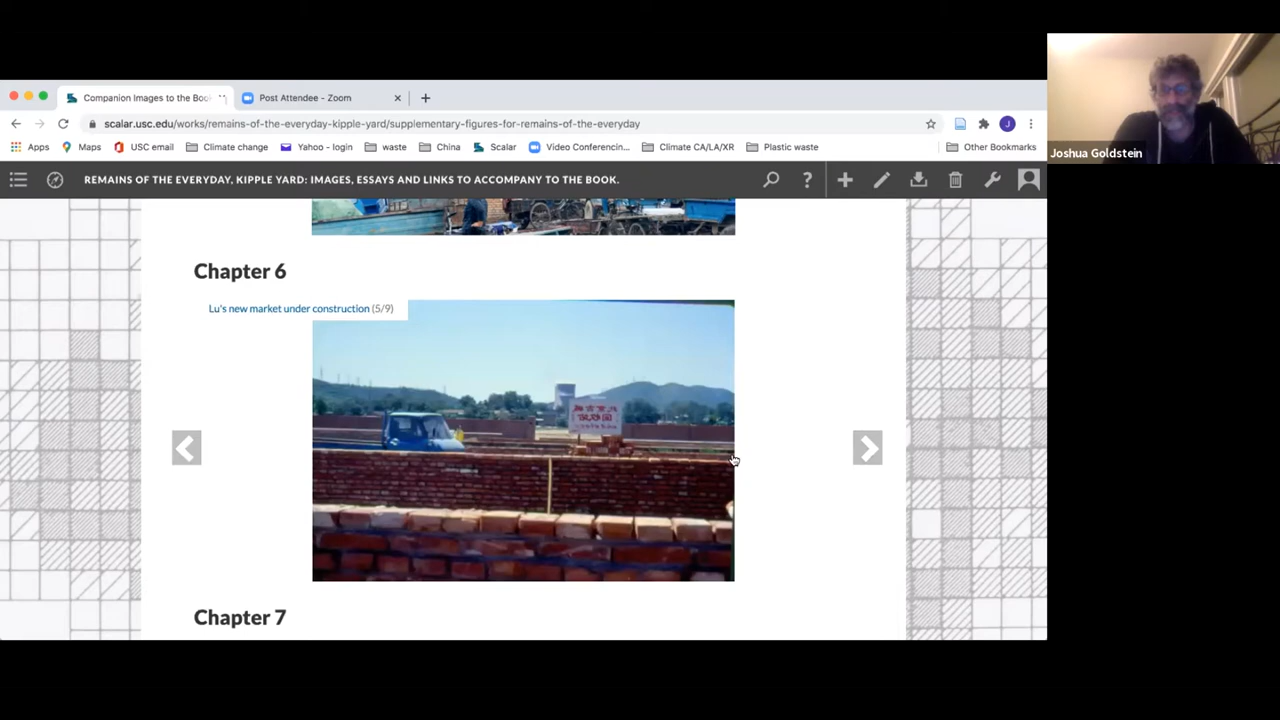 Companion Images to the Boo
Post Attendee - Zoom
scalar.usc.edu/works/remains-of-the-everyday-kipple-yard/supplementary-figures-for-remains-of-the-everyday
Apps
Maps
USC email
Climate change
Yahoo - login
waste
China
Scalar
Video Conferencin...
Climate CA/LA/XR
Plastic waste
Other Bookmarks
REMAINS OF THE EVERYDAY, KIPPLE YARD: IMAGES, ESSAYS AND LINKS TO ACCOMPANY TO THE BOOK.
Chapter 6
Lu's new market under construction (5/9)
Chapter 7
Joshua Goldstein